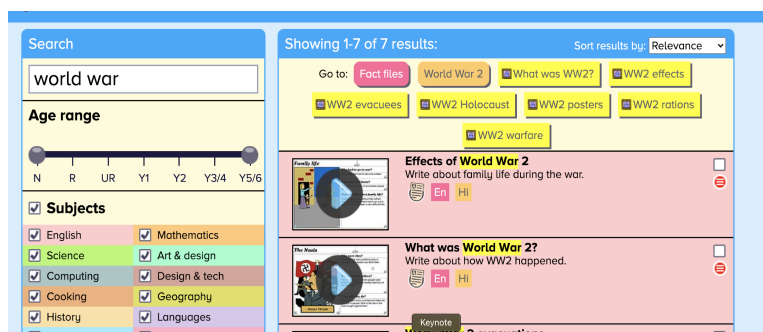 Search
world war
Age range
N R UR Y1 Y2 Y3/4 Y5/6
Subjects
English Mathematics
Science Art & design
Computing Design & tech
Cooking Geography
History Languages
Showing 1-7 of 7 results:
Sort results by: Relevance
Go to: Fact files World War 2 What was WW2? WW2 effects
WW2 evacuees WW2 Holocaust WW2 posters WW2 rations
WW2 warfare
Family life
Effects of World War 2
Write about family life during the war.
En Hi
The Nazis
What was World War 2?
Write about how WW2 happened.
En Hi
Keynote